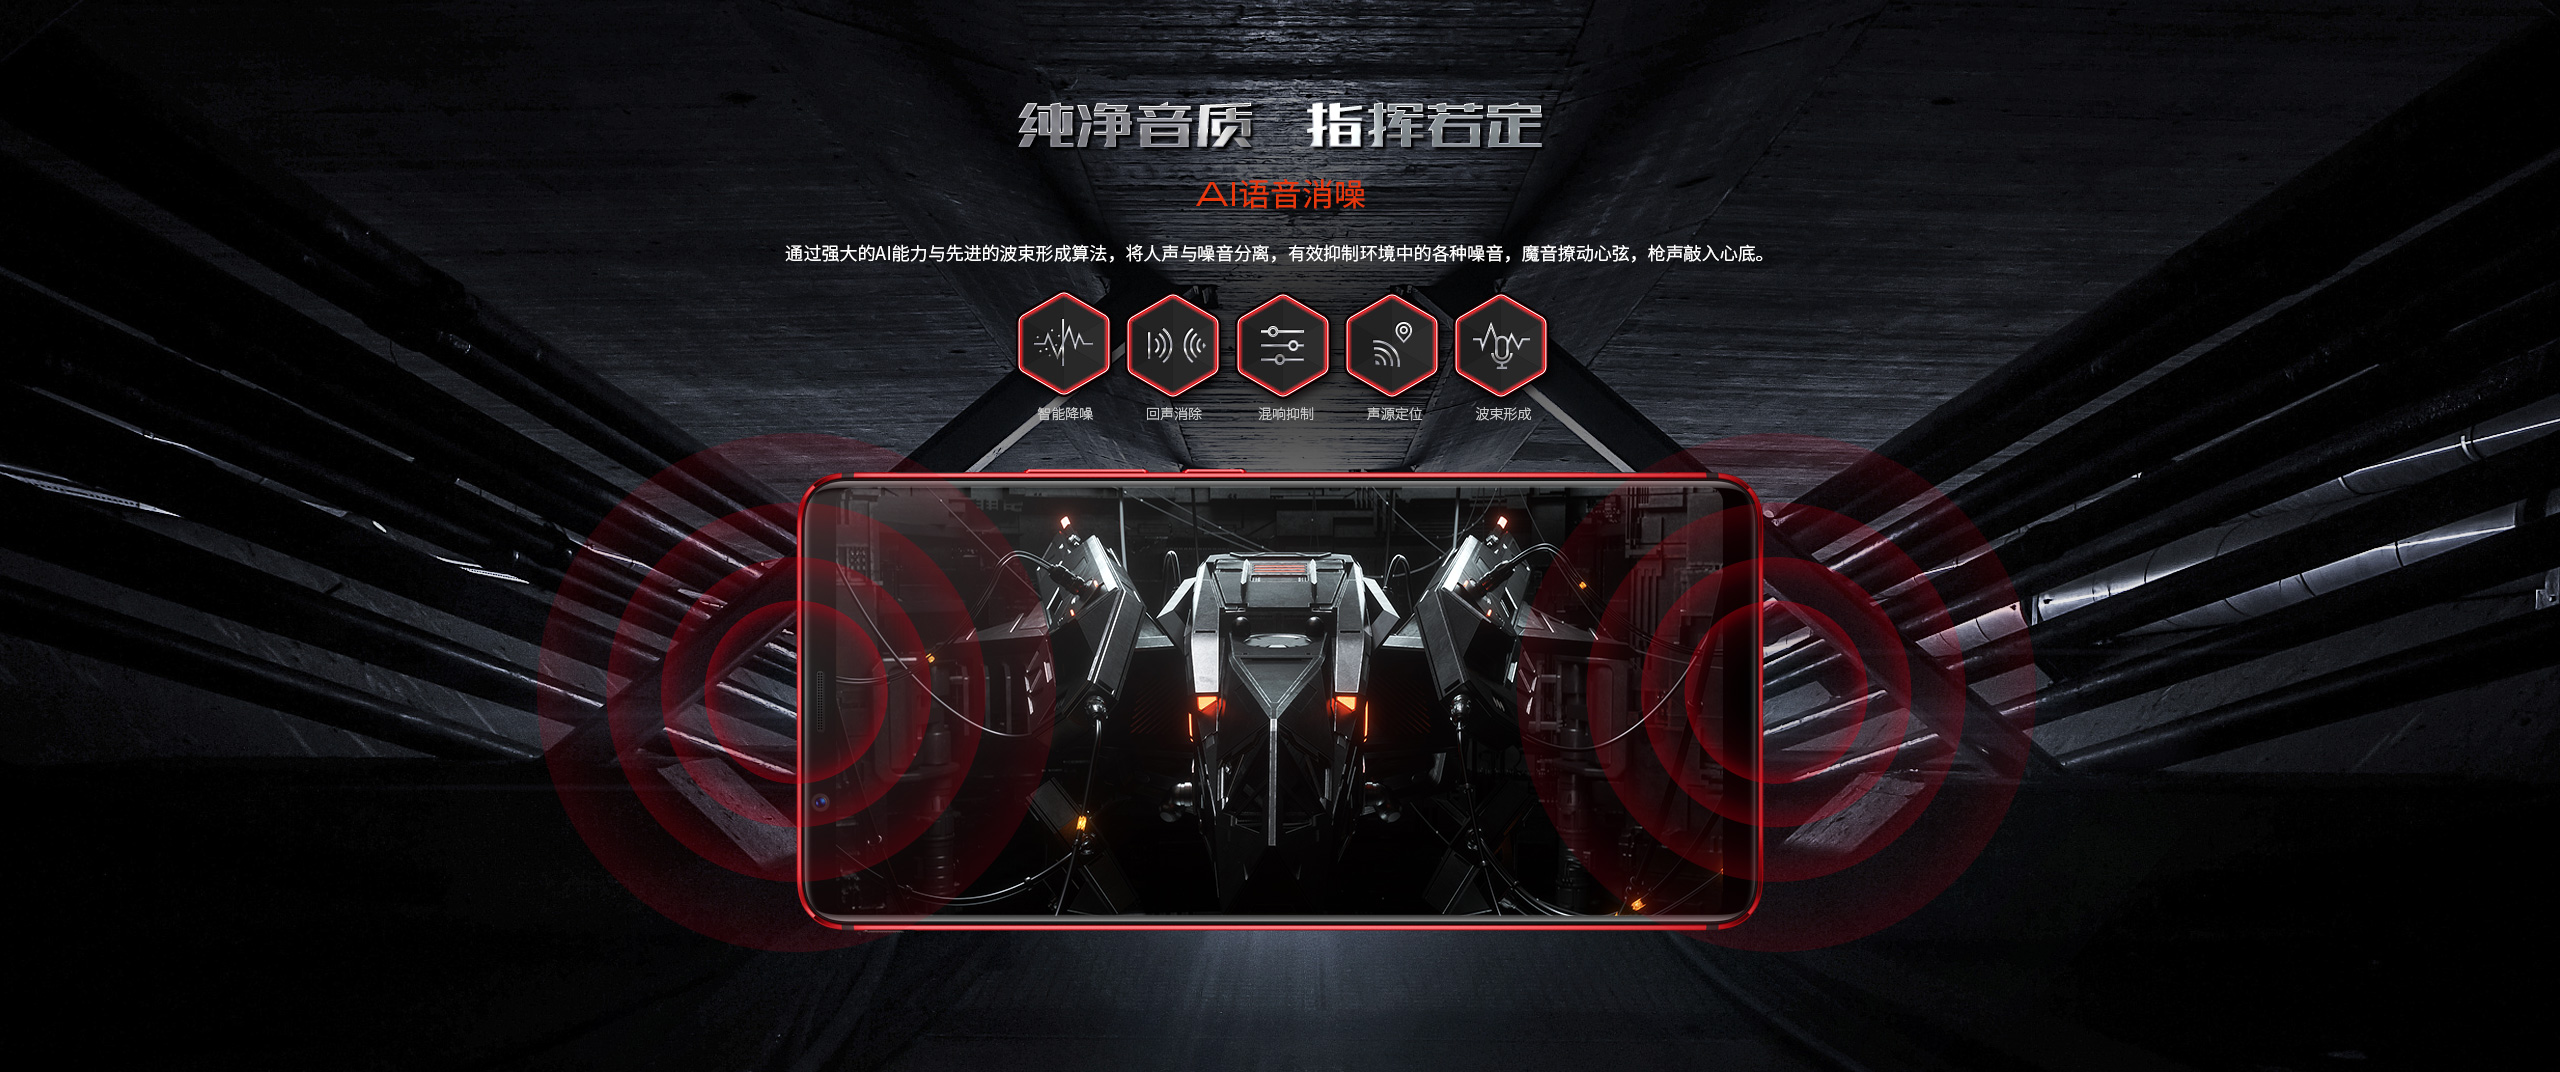 纯净音质 指挥若定
AI语音消噪
通过强大的AI能力与先进的波束形成算法，将人声与噪音分离，有效抑制环境中的各种噪音，魔音撩动心弦，枪声敲入心底。
智能降噪 回声消除 混响抑制 声源定位 波束形成